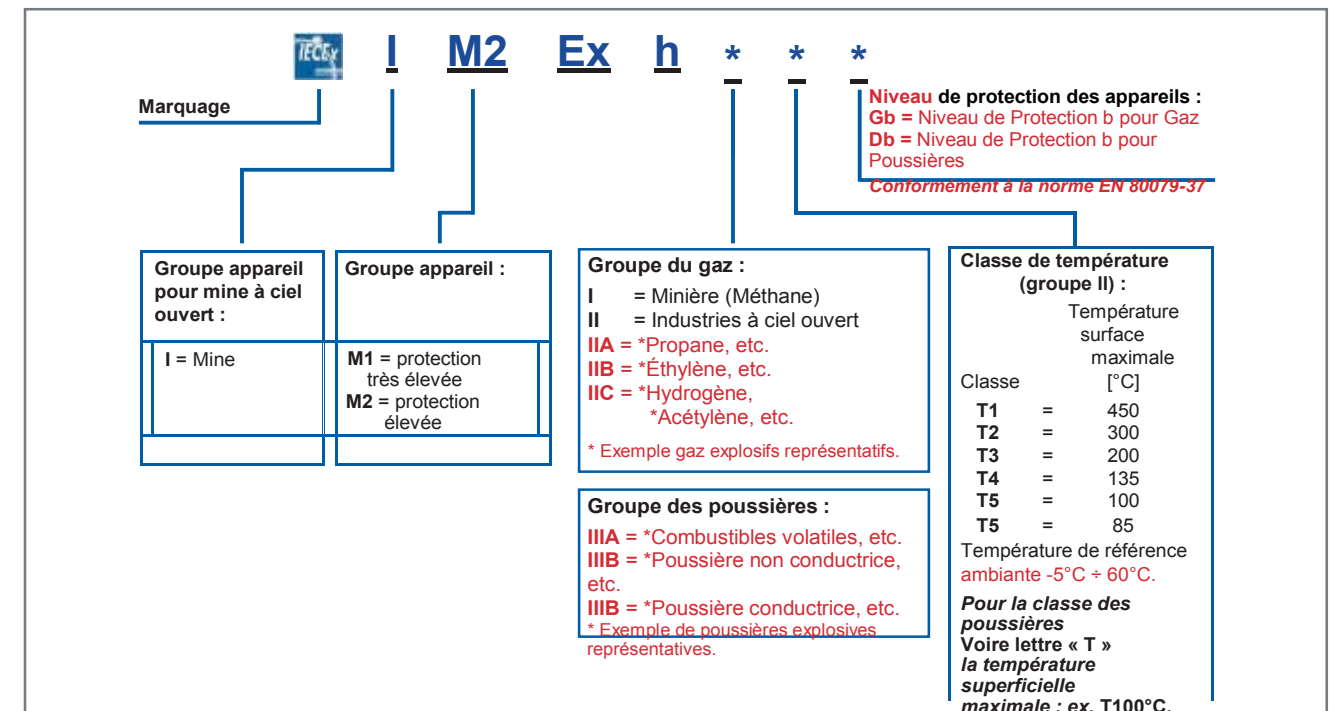 IECEx I M2 Ex h * * *
Marquage
Niveau de protection des appareils :
Gb = Niveau de Protection b pour Gaz
Db = Niveau de Protection b pour
Poussières
Conformément à la norme EN 80079-37
Groupe appareil
pour mine à ciel
ouvert :
I = Mine
Groupe appareil :
M1 = protection
très élevée
M2 = protection
élevée
Groupe du gaz :
I = Minière (Méthane)
II = Industries à ciel ouvert
IIA = *Propane, etc.
IIB = *Éthylène, etc.
IIC = *Hydrogène,
*Acétylène, etc.
* Exemple gaz explosifs représentatifs.
Groupe des poussières :
IIIA = *Combustibles volatiles, etc.
IIIB = *Poussière non conductrice,
etc.
IIIB = *Poussière conductrice, etc.
* Exemple de poussières explosives
représentatives.
Classe de température
(groupe II) :
Température
surface
maximale
Classe [°C]
T1 = 450
T2 = 300
T3 = 200
T4 = 135
T5 = 100
T5 = 85
Température de référence
ambiante -5°C ÷ 60°C.
Pour la classe des
poussières
Voire lettre « T »
la température
superficielle
maximale : ex. T100°C.